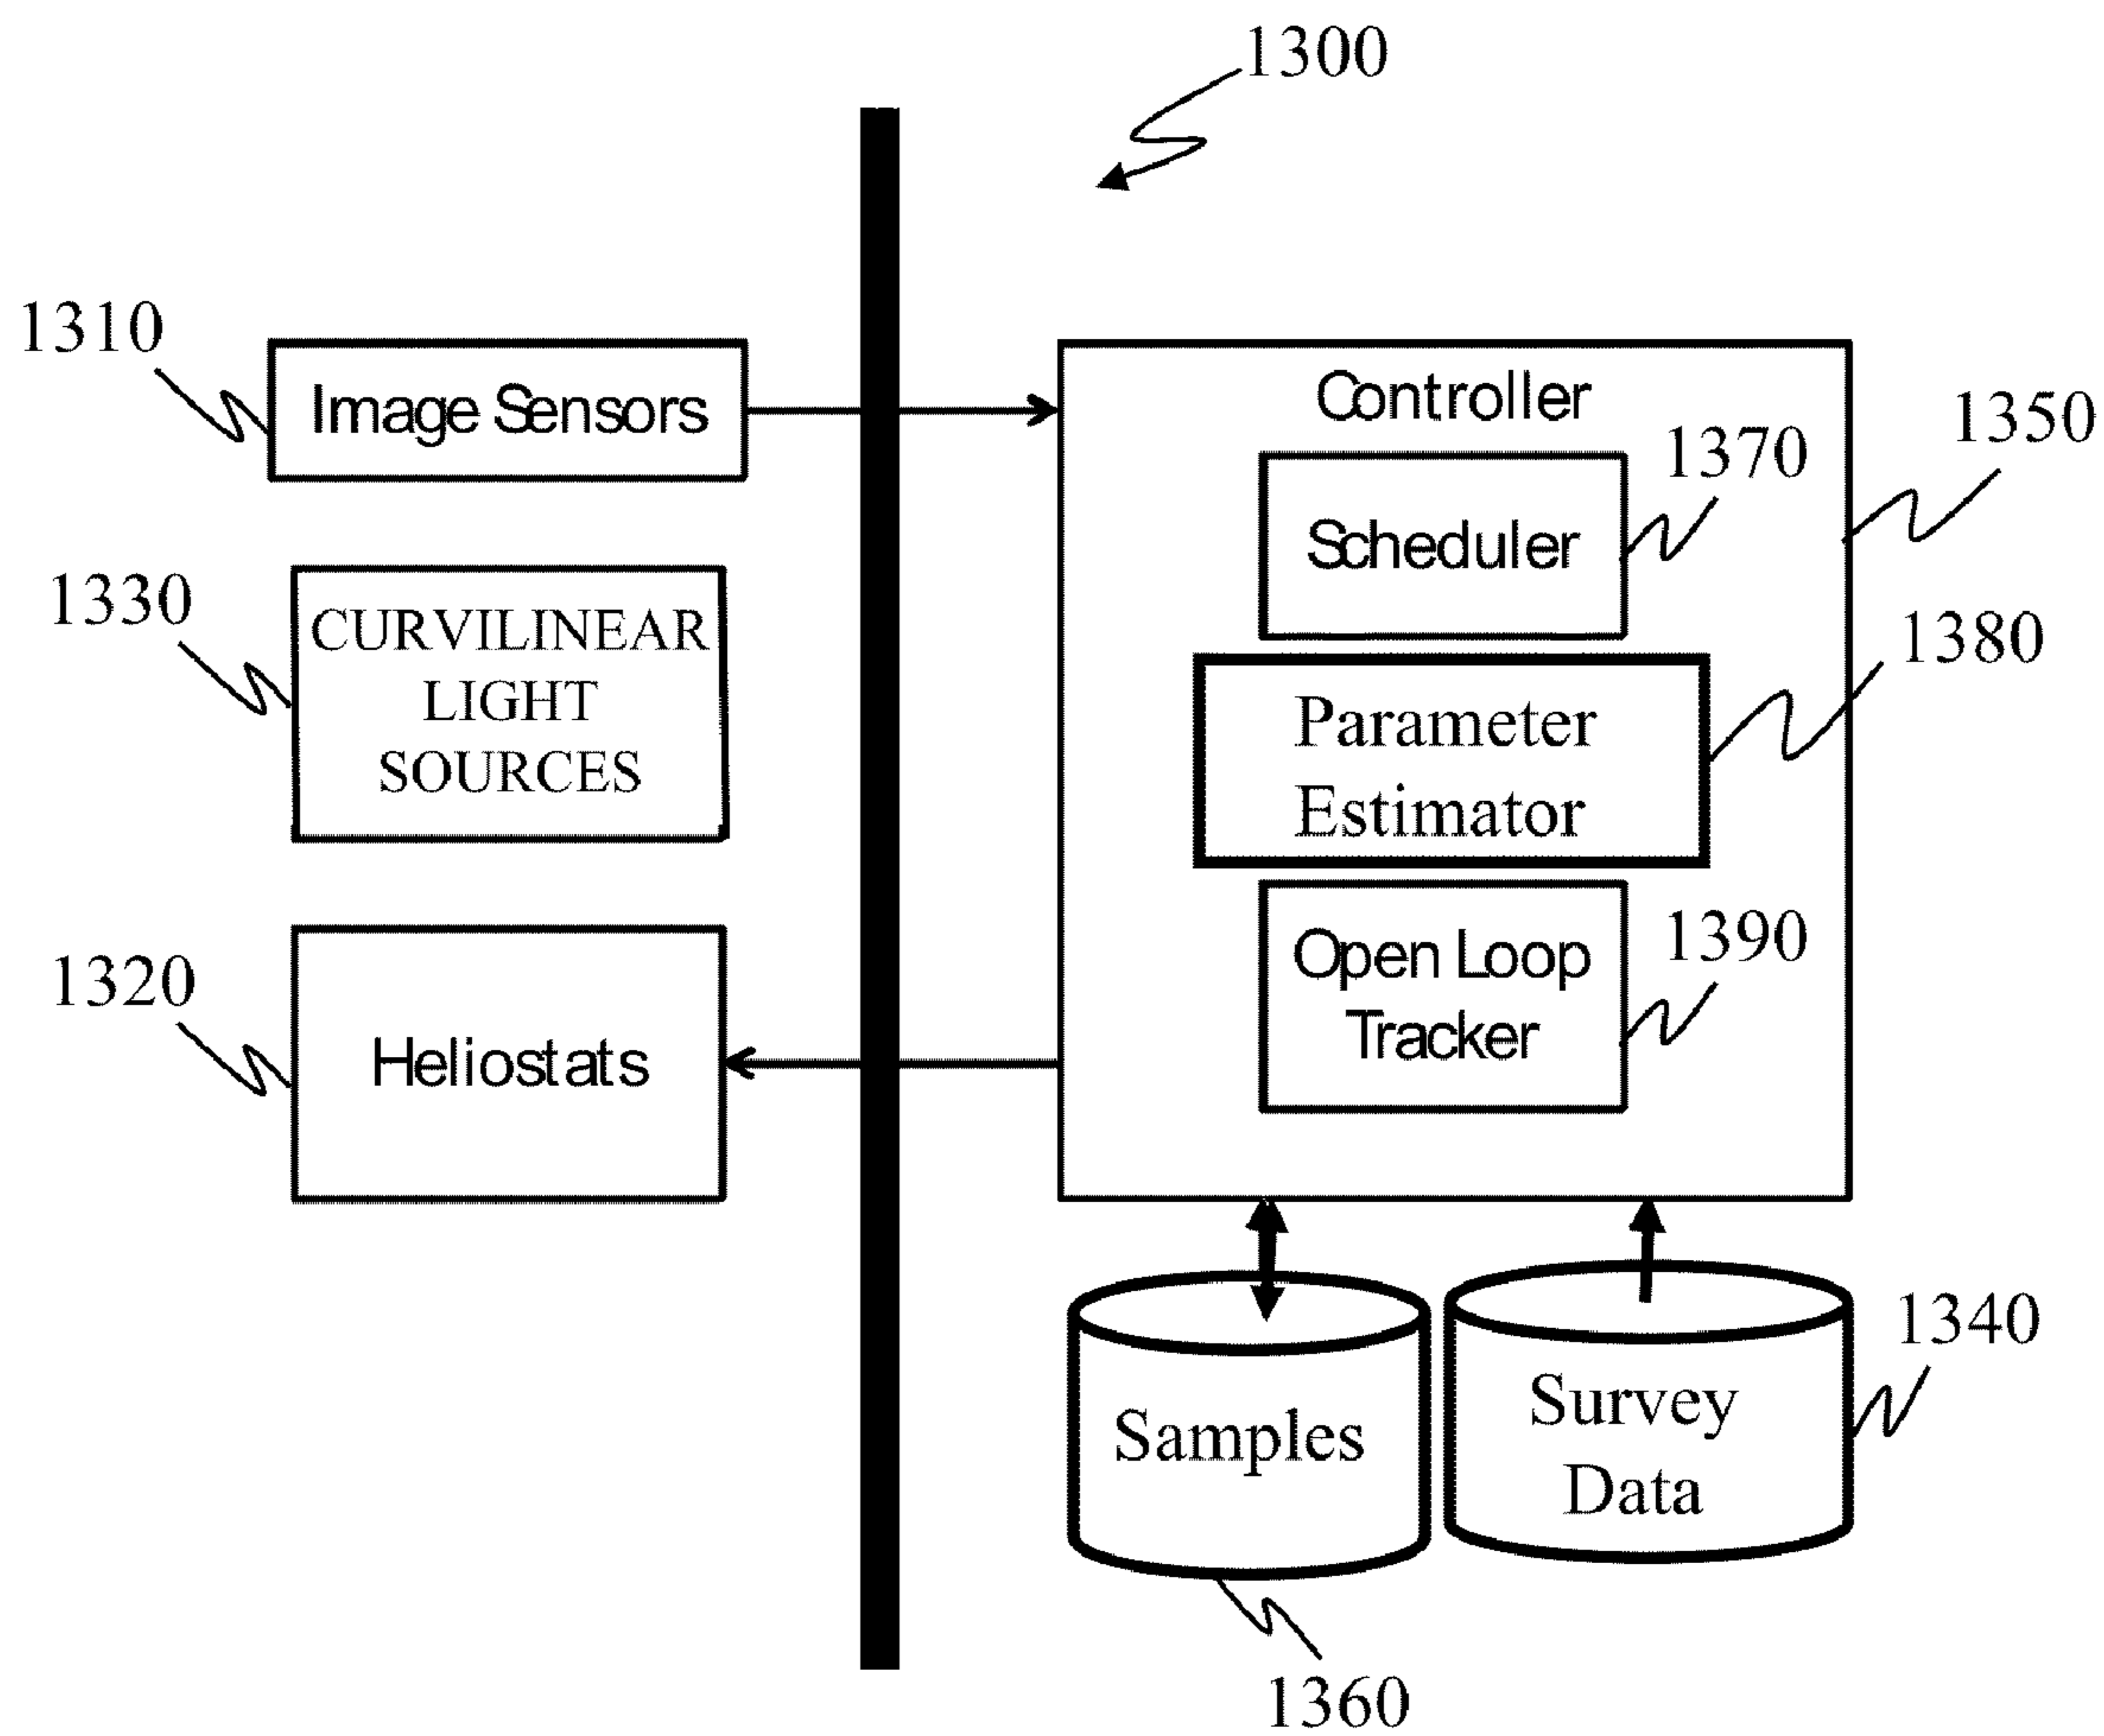 1300
1310
Image Sensors
Controller
1350
1370
Scheduler
1330
CURVILINEAR
LIGHT
SOURCES
1380
Parameter
Estimator
1320
Heliostats
1390
Open Loop
Tracker
1340
Samples
Survey
Data
1360